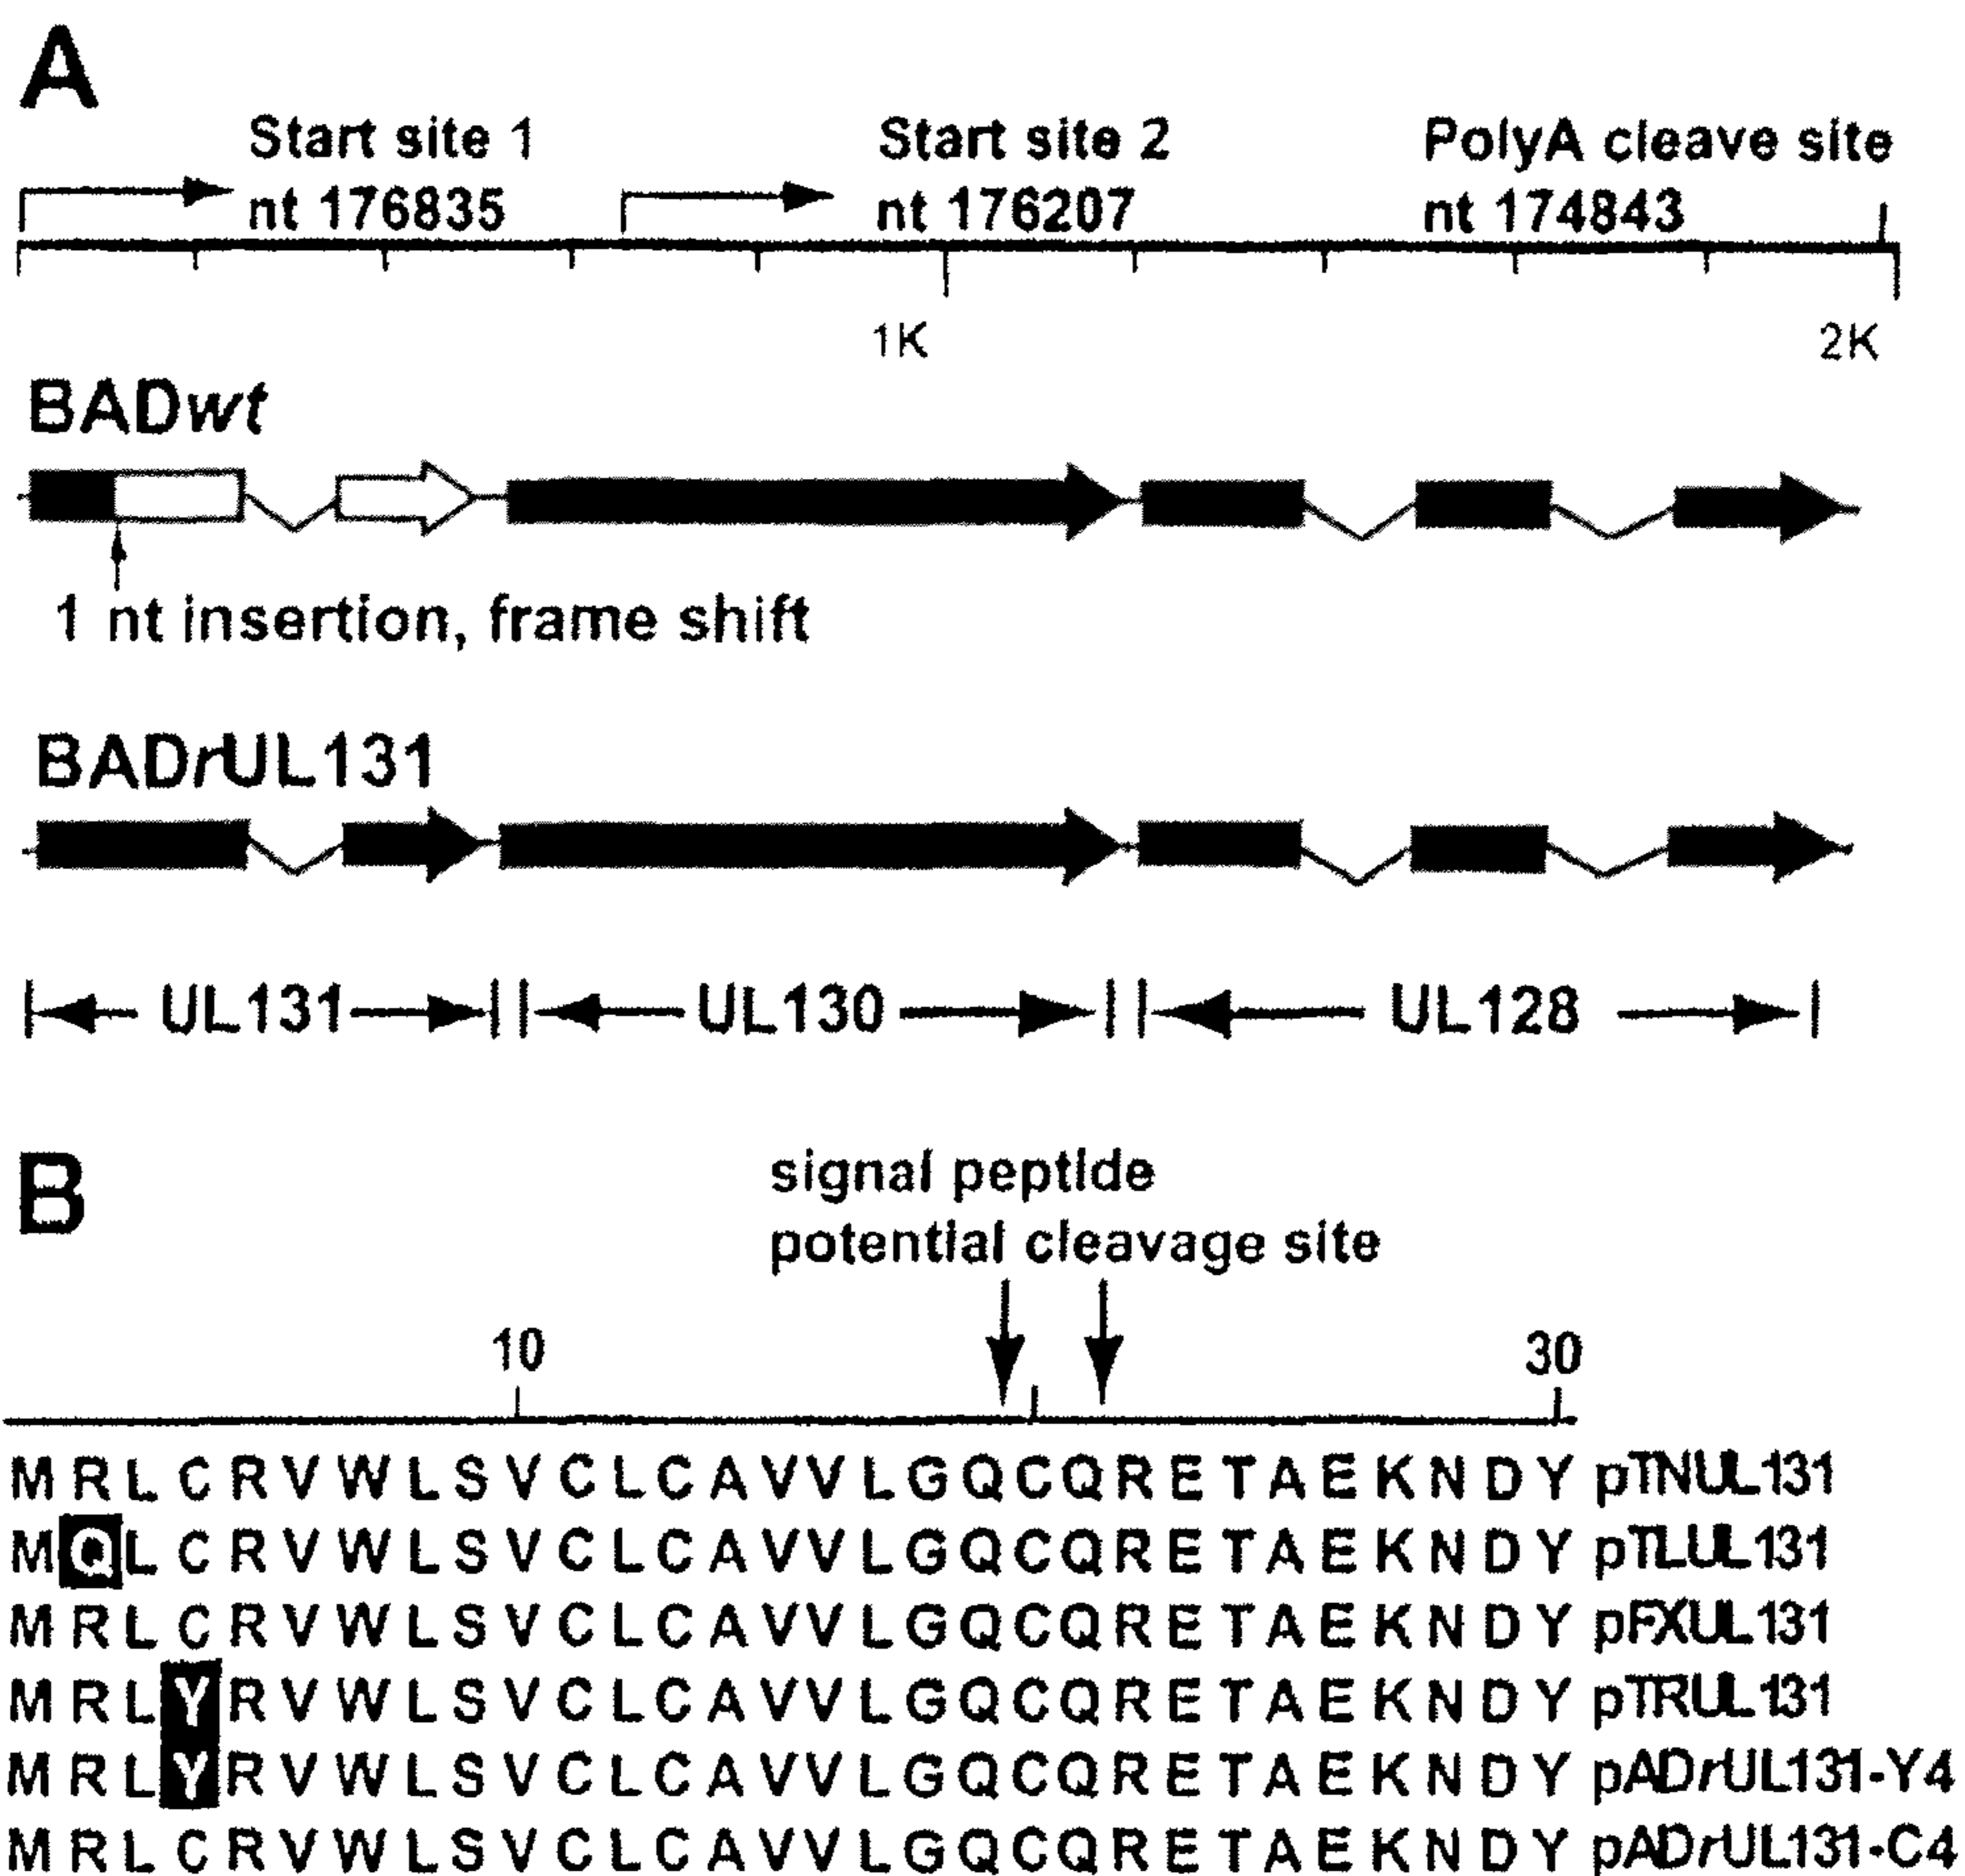 A
Start site 1
nt 176835
Start site 2
nt 176207
PolyA cleave site
nt 174843
1K
2K
BADwt
1 nt insertion, frame shift
BADrUL131
UL131
UL130
UL128
B
signal peptide
potential cleavage site
10
30
M R L C R V W L S V C L C A V V L G Q C Q R E T A E K N D Y pTNUL131
M Q L C R V W L S V C L C A V V L G Q C Q R E T A E K N D Y pTLUL131
M R L C R V W L S V C L C A V V L G Q C Q R E T A E K N D Y pFXUL131
M R L Y R V W L S V C L C A V V L G Q C Q R E T A E K N D Y pTRUL131
M R L Y R V W L S V C L C A V V L G Q C Q R E T A E K N D Y pADrUL131-Y4
M R L C R V W L S V C L C A V V L G Q C Q R E T A E K N D Y pADrUL131-C4